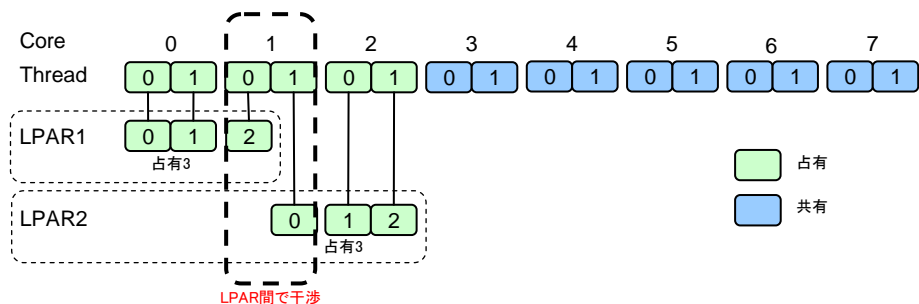 Core 0 1 2 3 4 5 6 7
Thread 0 1 0 1 0 1 0 1 0 1 0 1 0 1 0 1
LPAR1 0 1 2
占有3
占有
LPAR2 0 1 2
共有
占有3
LPAR間で干渉